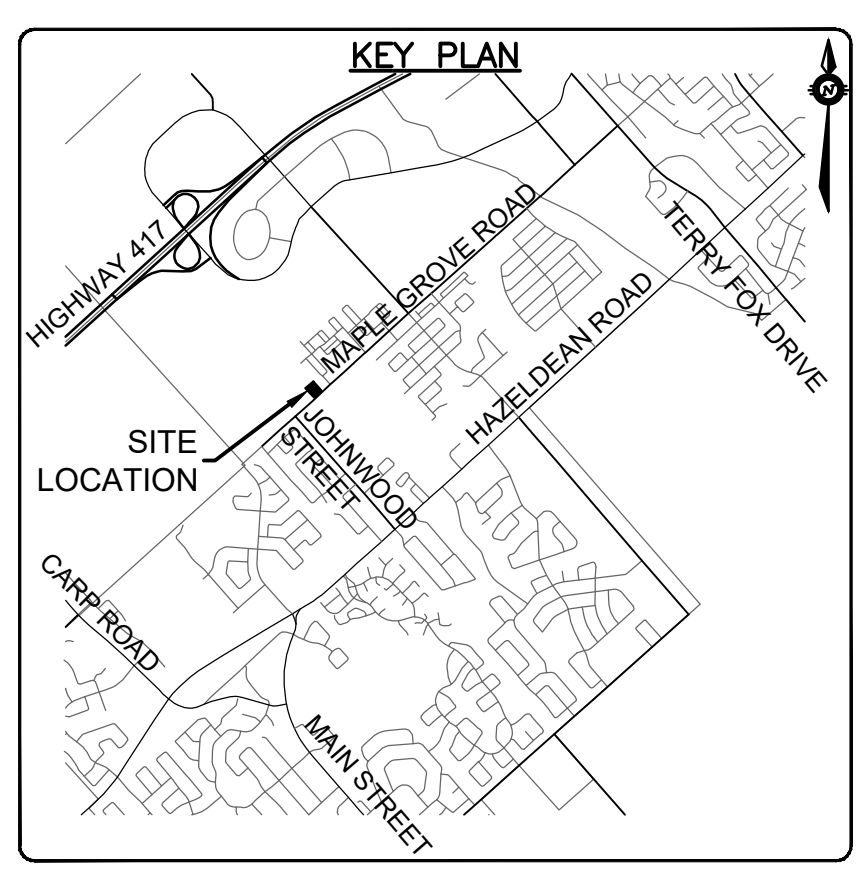 KEY PLAN
N
HIGHWAY 417
MAPLE GROVE ROAD
TERRY FOX DRIVE
HAZELDEAN ROAD
SITE
LOCATION
JOHNWOOD
STREET
CARP ROAD
MAIN STREET